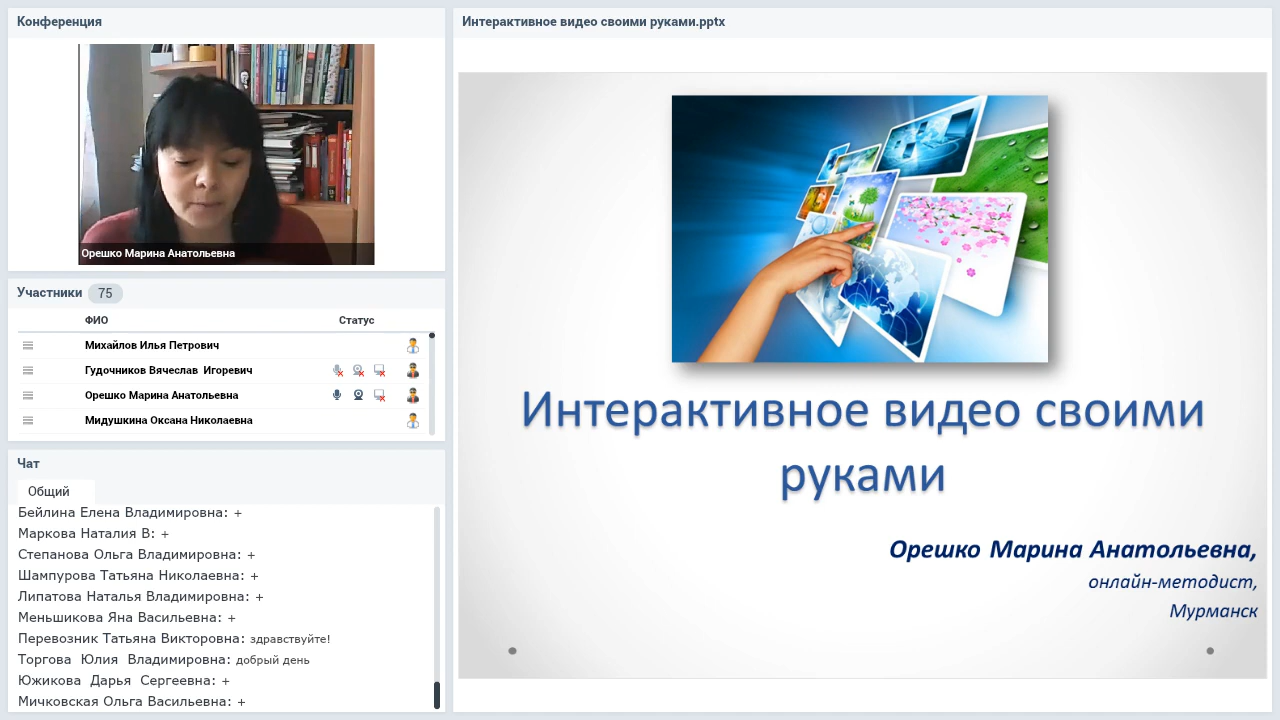 Конференция
Орешко Марина Анатольевна
Участники 75
ФИО Статус
Михайлов Илья Петрович
Гудочников Вячеслав Игоревич
Орешко Марина Анатольевна
Мидушкина Оксана Николаевна
Чат
Общий
Бейлина Елена Владимировна: +
Маркова Наталия В: +
Степанова Ольга Владимировна: +
Шампурова Татьяна Николаевна: +
Липатова Наталья Владимировна: +
Меньшикова Яна Васильевна: +
Перевозник Татьяна Викторовна: здравствуйте!
Торгова Юлия Владимировна: добрый день
Южикова Дарья Сергеевна: +
Мичковская Ольга Васильевна: +
Интерактивное видео своими руками.pptx
Интерактивное видео своими
руками
Орешко Марина Анатольевна,
онлайн-методист,
Мурманск